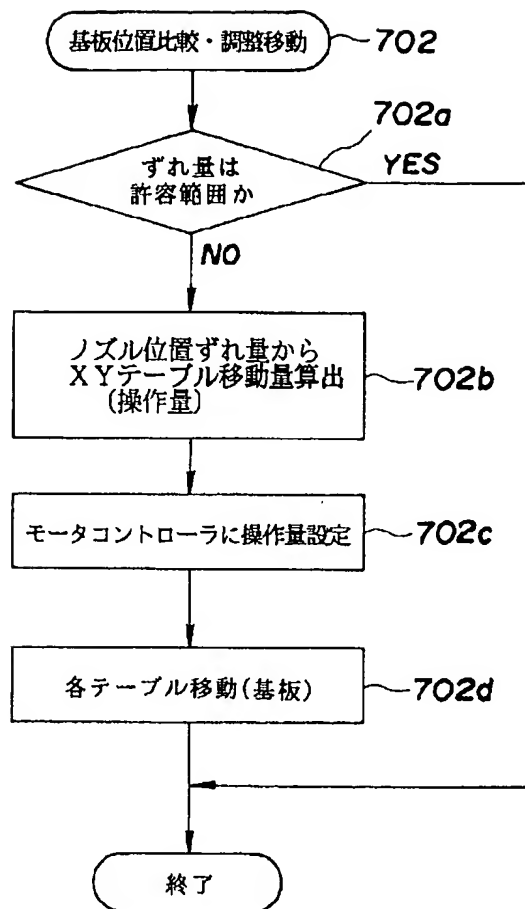 基板位置比較・調整移動
702
702a
ずれ量は
許容範囲か
YES
NO
ノズル位置ずれ量から
XYテーブル移動量算出
(操作量)
702b
モータコントローラに操作量設定
702c
各テーブル移動(基板)
702d
終了